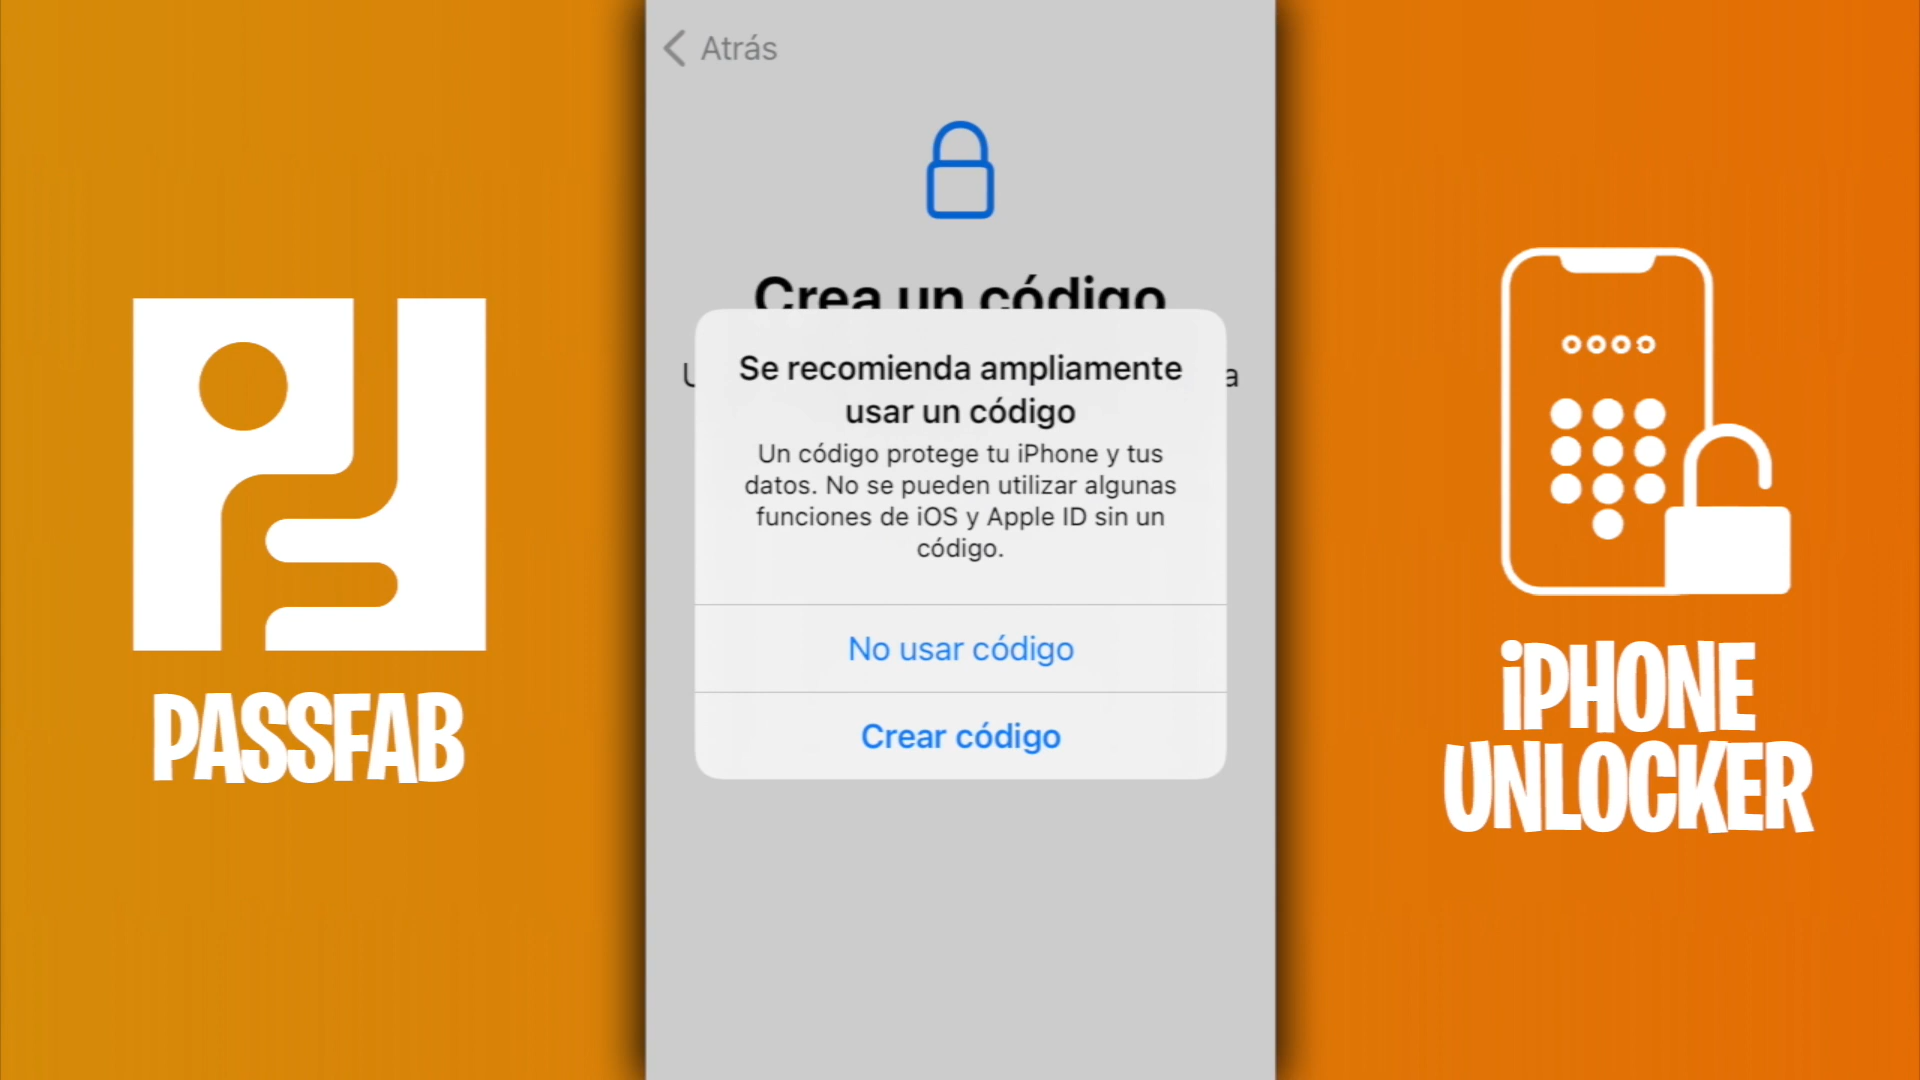 Atrás
Crea un código
Se recomienda ampliamente
usar un código
Un código protege tu iPhone y tus
datos. No se pueden utilizar algunas
funciones de iOS y Apple ID sin un
código.
No usar código
Crear código
PASSFAB
iPHONE
UNLOCKER